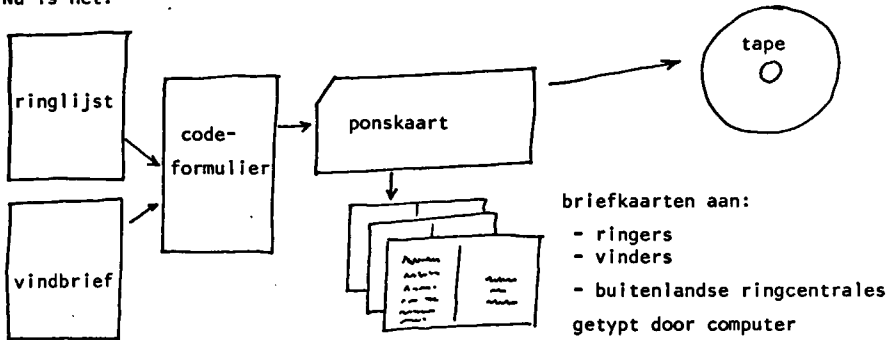 Nu is het:
ringlijst
vindbrief
code-
formulier
ponskaart
tape
briefkaarten aan:
- ringers
- vinders
- buitenlandse ringcentrales
getypt door computer